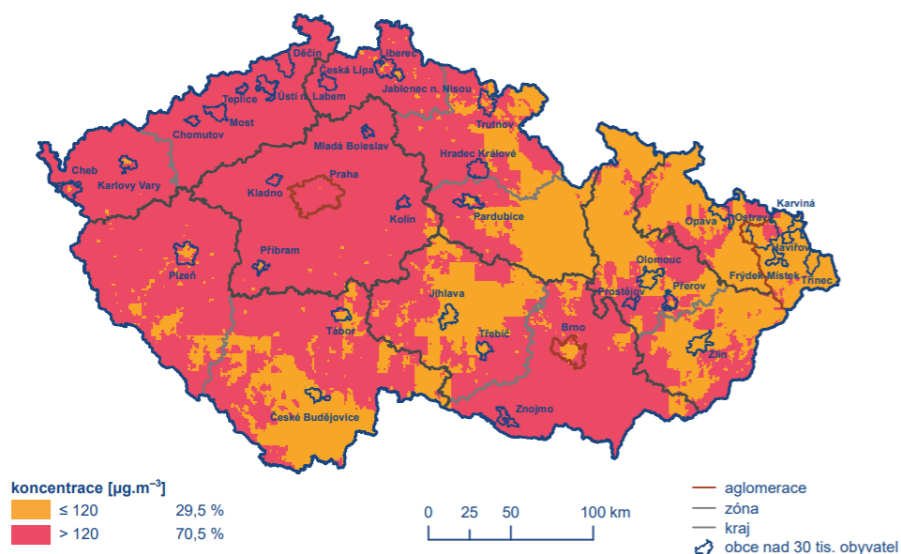 Děčín
Liberec
Česká Lípa
Jablonec n. Nisou
Teplice
Ústí n. Labem
Most
Chomutov
Trutnov
Mladá Boleslav
Hradec Králové
Cheb
Karlovy Vary
Praha
Kladno
Kolín
Pardubice
Karviná
Opava
Ostrava
Havířov
Příbram
Plzeň
Olomouc
Frýdek-Místek
Třinec
Jihlava
Prostějov
Přerov
Tábor
Třebíč
Brno
Zlín
České Budějovice
Znojmo
koncentrace [µg.m⁻³]
≤ 120 29,5 %
> 120 70,5 %
0 25 50 100 km
aglomerace
zóna
kraj
obce nad 30 tis. obyvatel